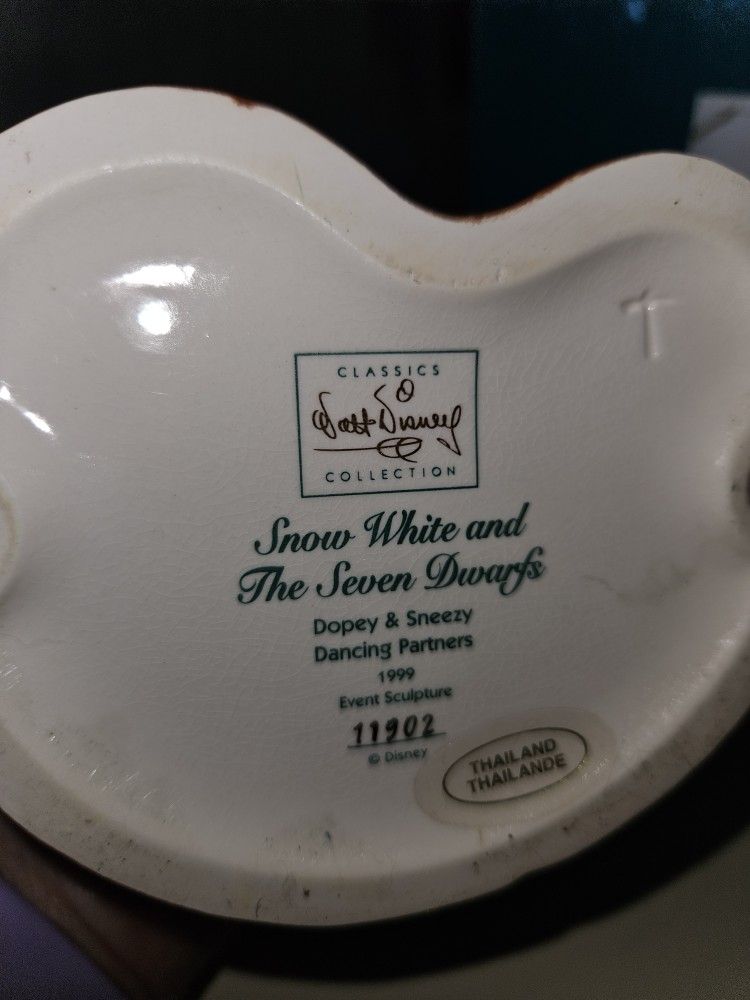 T
CLASSICS
Walt Disney
COLLECTION
Snow White and
The Seven Dwarfs
Dopey & Sneezy
Dancing Partners
1999
Event Sculpture
11902
© Disney
THAILAND
THAILANDE